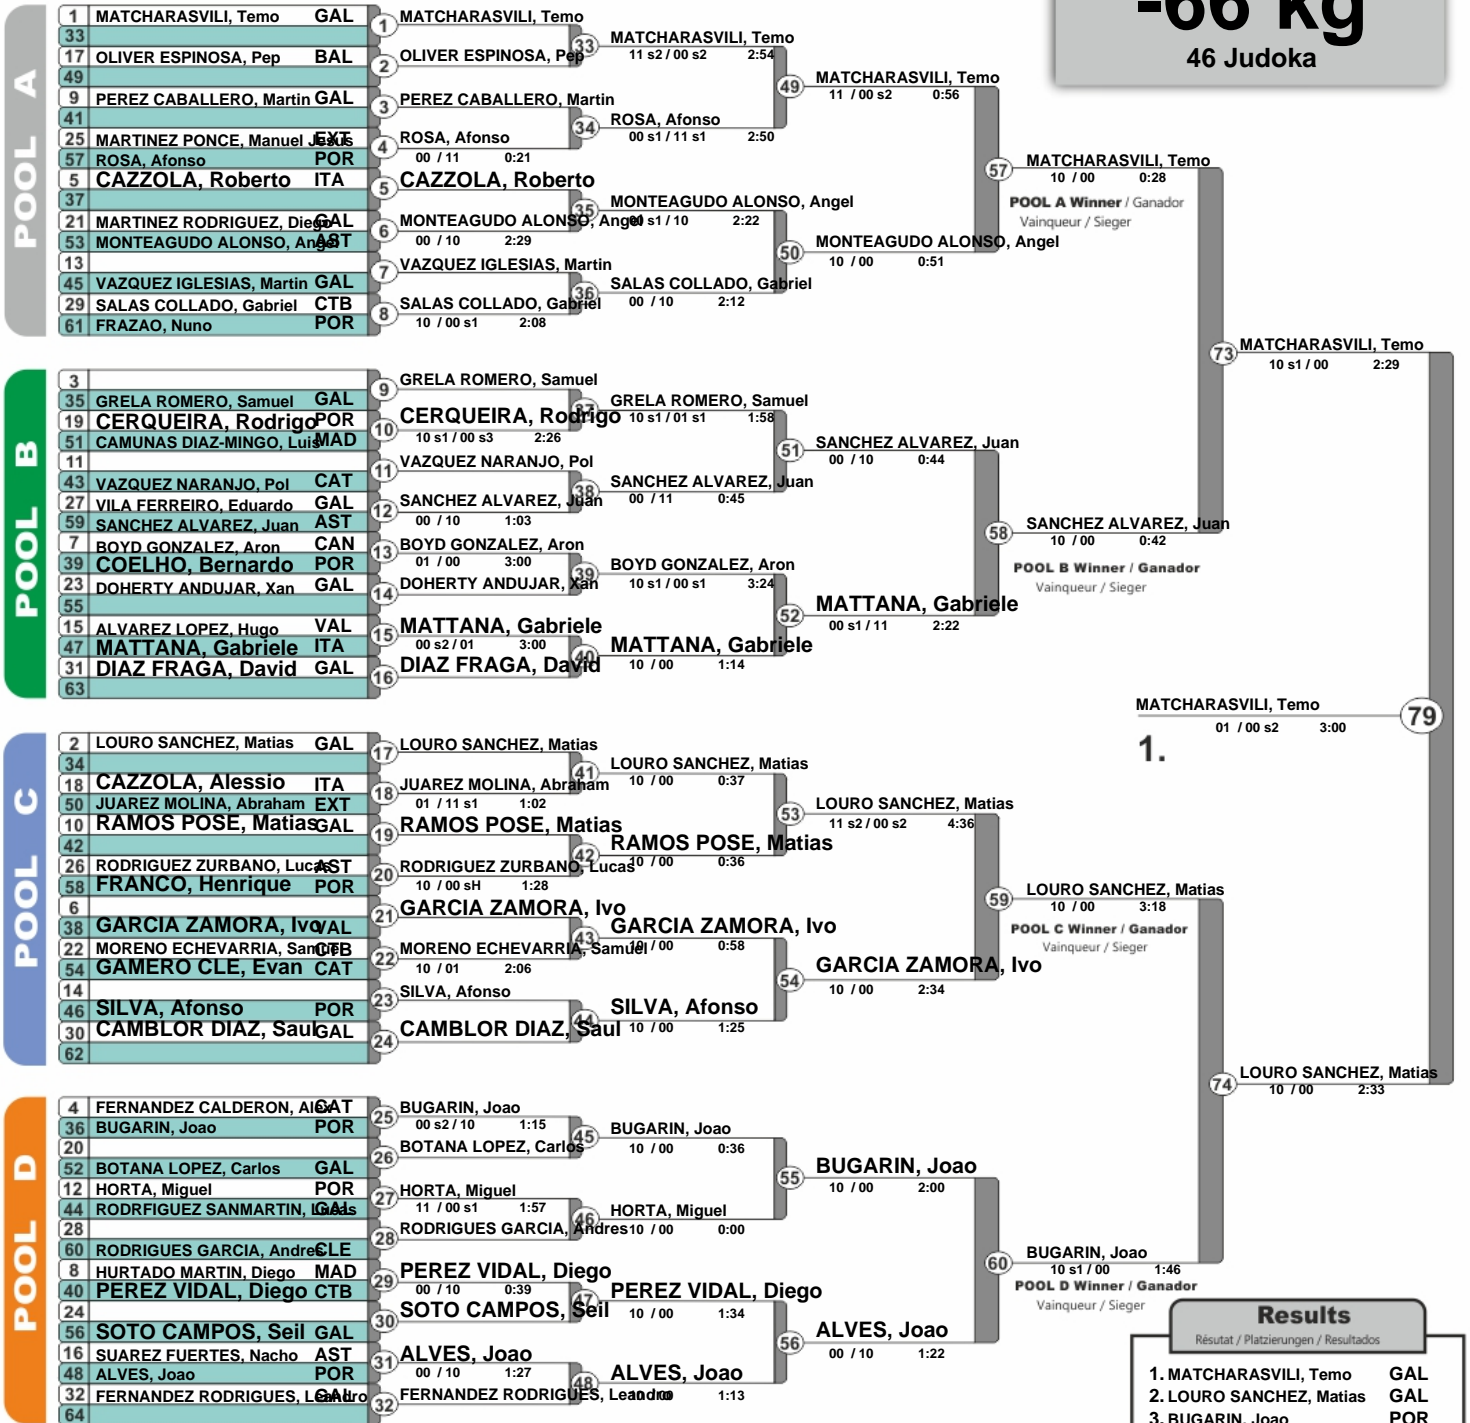 -66 kg
46 Judoka
POOL A
1 MATCHARASVILI, Temo GAL
33
17 OLIVER ESPINOSA, Pep BAL
49
9 PEREZ CABALLERO, Martin GAL
41
25 MARTINEZ PONCE, Manuel Jesus EXT
57 ROSA, Afonso POR
5 CAZZOLA, Roberto ITA
37
21 MARTINEZ RODRIGUEZ, Diego GAL
53 MONTEAGUDO ALONSO, Angel AST
13
45 VAZQUEZ IGLESIAS, Martin GAL
29 SALAS COLLADO, Gabriel CTB
61 FRAZAO, Nuno POR
1 MATCHARASVILI, Temo
2 OLIVER ESPINOSA, Pep
3 PEREZ CABALLERO, Martin
4 ROSA, Afonso
00 / 11 0:21
5 CAZZOLA, Roberto
6 MONTEAGUDO ALONSO, Angel
00 / 10 2:29
7 VAZQUEZ IGLESIAS, Martin
8 SALAS COLLADO, Gabriel
10 / 00 s1 2:08
33 MATCHARASVILI, Temo
11 s2 / 00 s2 2:54
34 ROSA, Afonso
00 s1 / 11 s1 2:50
35 MONTEAGUDO ALONSO, Angel
00 s1 / 10 2:22
36 SALAS COLLADO, Gabriel
00 / 10 2:12
49 MATCHARASVILI, Temo
11 / 00 s2 0:56
50 MONTEAGUDO ALONSO, Angel
10 / 00 0:51
57 MATCHARASVILI, Temo
10 / 00 0:28
POOL A Winner / Ganador
Vainqueur / Sieger
POOL B
3
35 GRELA ROMERO, Samuel GAL
19 CERQUEIRA, Rodrigo POR
51 CAMUNAS DIAZ-MINGO, Luis MAD
11
43 VAZQUEZ NARANJO, Pol CAT
27 VILA FERREIRO, Eduardo GAL
59 SANCHEZ ALVAREZ, Juan AST
7 BOYD GONZALEZ, Aron CAN
39 COELHO, Bernardo POR
23 DOHERTY ANDUJAR, Xan GAL
55
15 ALVAREZ LOPEZ, Hugo VAL
47 MATTANA, Gabriele ITA
31 DIAZ FRAGA, David GAL
63
9 GRELA ROMERO, Samuel
10 CERQUEIRA, Rodrigo
10 s1 / 00 s3 2:26
11 VAZQUEZ NARANJO, Pol
12 SANCHEZ ALVAREZ, Juan
00 / 10 1:03
13 BOYD GONZALEZ, Aron
01 / 00 3:00
14 DOHERTY ANDUJAR, Xan
15 MATTANA, Gabriele
00 s2 / 01 3:00
16 DIAZ FRAGA, David
37 GRELA ROMERO, Samuel
10 s1 / 01 s1 1:58
38 SANCHEZ ALVAREZ, Juan
00 / 11 0:45
39 BOYD GONZALEZ, Aron
10 s1 / 00 s1 3:24
40 MATTANA, Gabriele
10 / 00 1:14
51 SANCHEZ ALVAREZ, Juan
00 / 10 0:44
52 MATTANA, Gabriele
00 s1 / 11 2:22
58 SANCHEZ ALVAREZ, Juan
10 / 00 0:42
POOL B Winner / Ganador
Vainqueur / Sieger
73 MATCHARASVILI, Temo
10 s1 / 00 2:29
MATCHARASVILI, Temo 79
01 / 00 s2 3:00
1.
POOL C
2 LOURO SANCHEZ, Matias GAL
34
18 CAZZOLA, Alessio ITA
50 JUAREZ MOLINA, Abraham EXT
10 RAMOS POSE, Matias GAL
42
26 RODRIGUEZ ZURBANO, Lucas AST
58 FRANCO, Henrique POR
6
38 GARCIA ZAMORA, Ivo VAL
22 MORENO ECHEVARRIA, Samuel CTB
54 GAMERO CLE, Evan CAT
14
46 SILVA, Afonso POR
30 CAMBLOR DIAZ, Saul GAL
62
17 LOURO SANCHEZ, Matias
18 JUAREZ MOLINA, Abraham
01 / 11 s1 1:02
19 RAMOS POSE, Matias
20 RODRIGUEZ ZURBANO, Lucas
10 / 00 sH 1:28
21 GARCIA ZAMORA, Ivo
22 MORENO ECHEVARRIA, Samuel
10 / 01 2:06
23 SILVA, Afonso
24 CAMBLOR DIAZ, Saul
41 LOURO SANCHEZ, Matias
10 / 00 0:37
42 RAMOS POSE, Matias
10 / 00 0:36
43 GARCIA ZAMORA, Ivo
10 / 00 0:58
44 SILVA, Afonso
10 / 00 1:25
53 LOURO SANCHEZ, Matias
11 s2 / 00 s2 4:36
54 GARCIA ZAMORA, Ivo
10 / 00 2:34
59 LOURO SANCHEZ, Matias
10 / 00 3:18
POOL C Winner / Ganador
Vainqueur / Sieger
74 LOURO SANCHEZ, Matias
10 / 00 2:33
POOL D
4 FERNANDEZ CALDERON, Alex CAT
36 BUGARIN, Joao POR
20
52 BOTANA LOPEZ, Carlos GAL
12 HORTA, Miguel POR
44 RODRFIGUEZ SANMARTIN, Lucas GAL
28
60 RODRIGUES GARCIA, Andres CLE
8 HURTADO MARTIN, Diego MAD
40 PEREZ VIDAL, Diego CTB
24
56 SOTO CAMPOS, Seil GAL
16 SUAREZ FUERTES, Nacho AST
48 ALVES, Joao POR
32 FERNANDEZ RODRIGUES, Leandro GAL
64
25 BUGARIN, Joao
00 s2 / 10 1:15
26 BOTANA LOPEZ, Carlos
27 HORTA, Miguel
11 / 00 s1 1:57
28 RODRIGUES GARCIA, Andres
29 PEREZ VIDAL, Diego
00 / 10 0:39
30 SOTO CAMPOS, Seil
31 ALVES, Joao
00 / 10 1:27
32 FERNANDEZ RODRIGUES, Leandro
45 BUGARIN, Joao
10 / 00 0:36
46 HORTA, Miguel
10 / 00 0:00
47 PEREZ VIDAL, Diego
10 / 00 1:34
48 ALVES, Joao
10 / 00 1:13
55 BUGARIN, Joao
10 / 00 2:00
56 ALVES, Joao
00 / 10 1:22
60 BUGARIN, Joao
10 s1 / 00 1:46
POOL D Winner / Ganador
Vainqueur / Sieger
Results
Résutat / Platzierungen / Resultados
1. MATCHARASVILI, Temo GAL
2. LOURO SANCHEZ, Matias GAL
3. BUGARIN, Joao POR